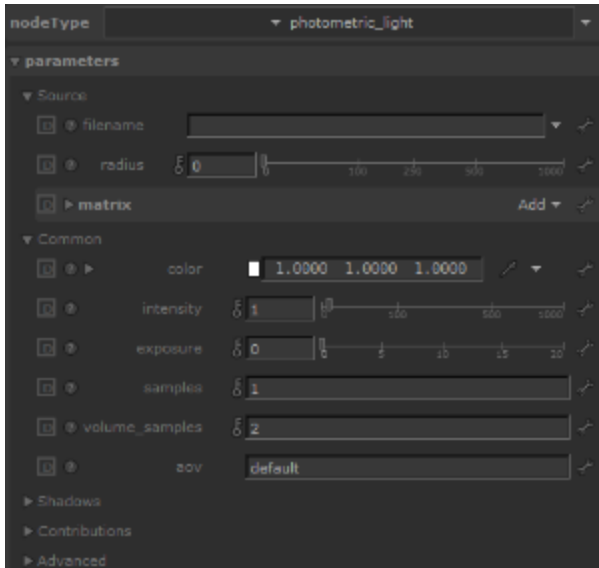 nodeType photometric_light
parameters
Source
D filename
D radius 0 0 100 250 500 1000
D matrix Add
Common
D color 1.0000 1.0000 1.0000
D intensity 1 0 100 500 1000
D exposure 0 0 5 10 15 20
D samples 1
D volume_samples 2
D aov default
Shadows
Contributions
Advanced